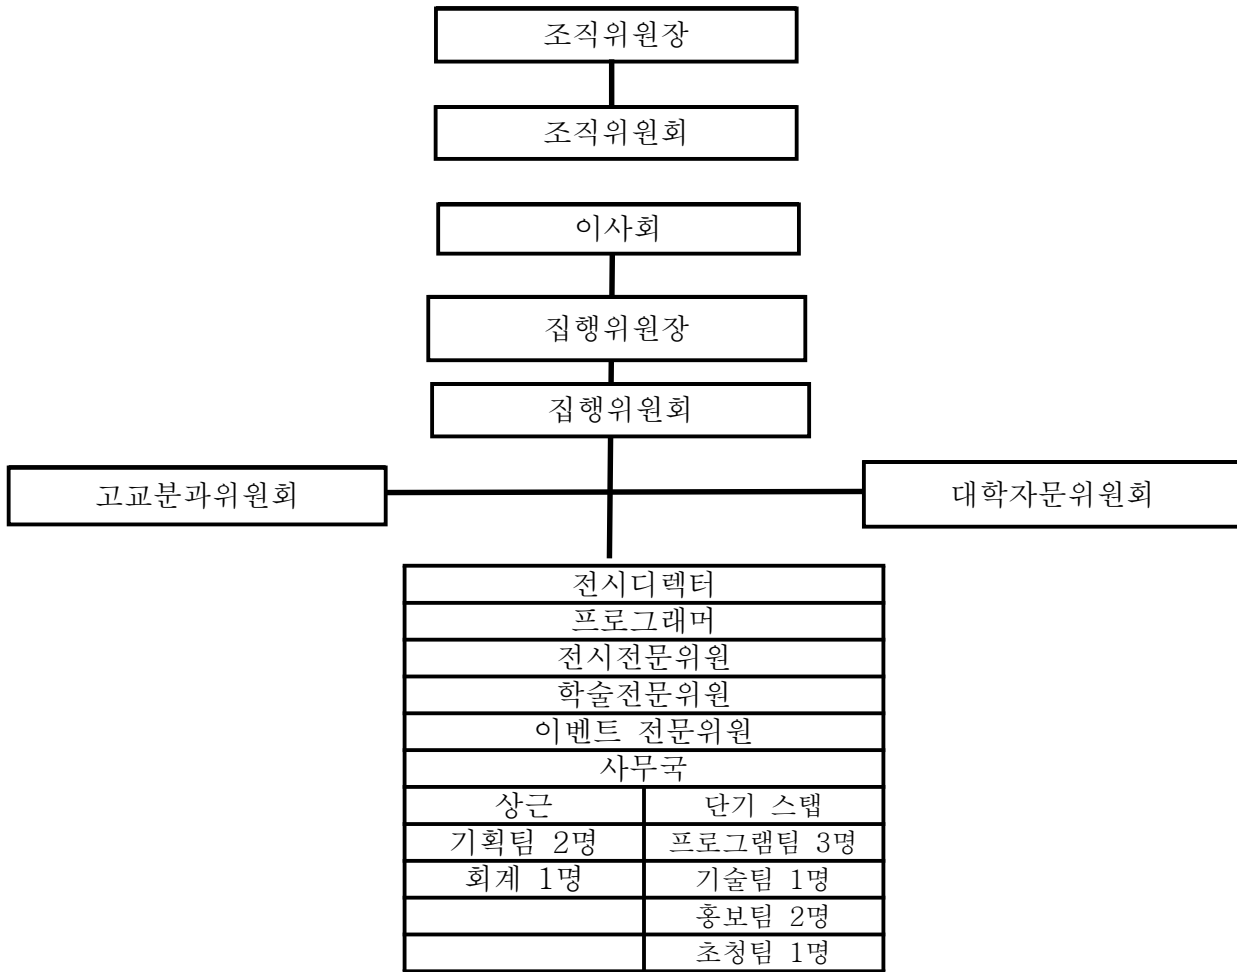 조직위원장
조직위원회
이사회
집행위원장
집행위원회
고교분과위원회 대학자문위원회
전시디렉터
프로그래머
전시전문위원
학술전문위원
이벤트 전문위원
사무국
상근 단기 스탭
기획팀 2명 프로그램팀 3명
회계 1명 기술팀 1명
홍보팀 2명
초청팀 1명